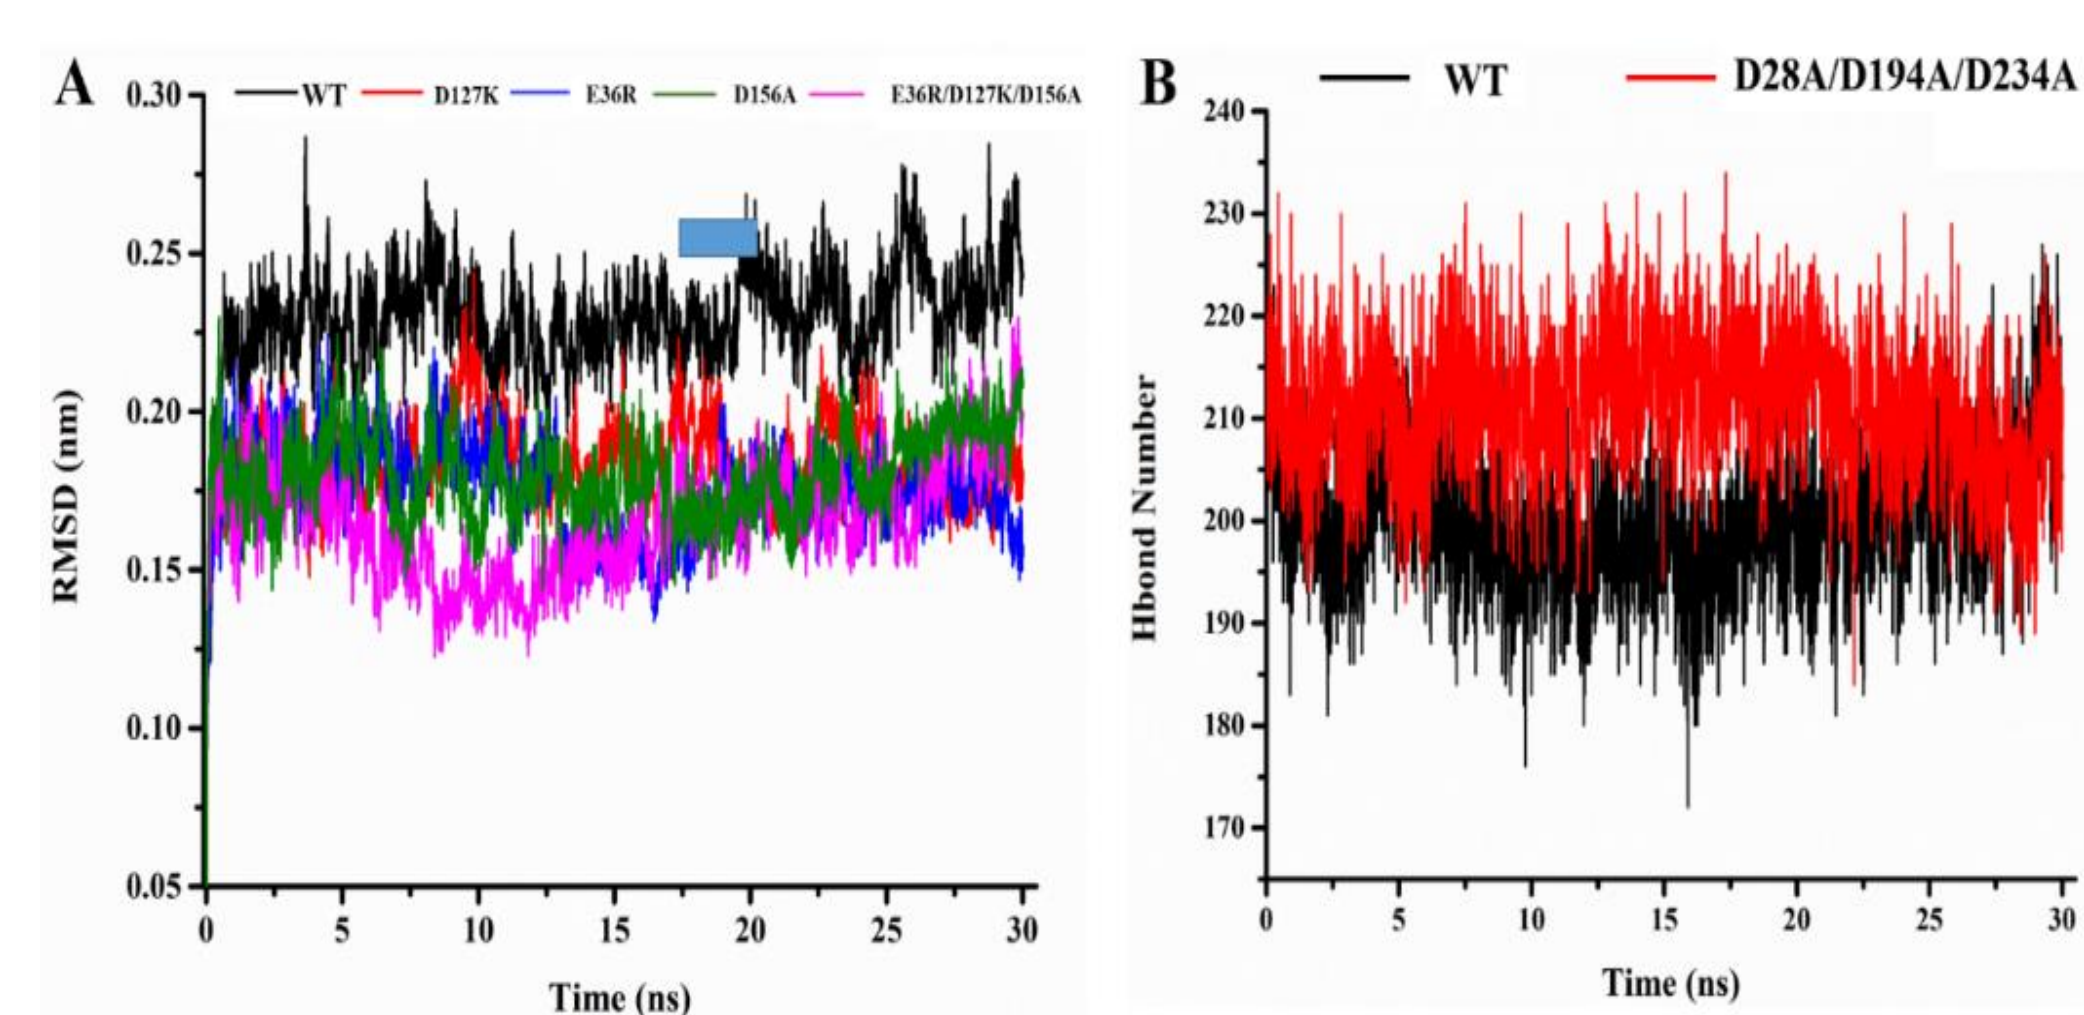 A
WT D127K E36R D156A E36R/D127K/D156A
0.30
0.25
0.20
0.15
0.10
0.05
RMSD (nm)
0 5 10 15 20 25 30
Time (ns)
B
WT D28A/D194A/D234A
240
230
220
210
200
190
180
170
Hbond Number
0 5 10 15 20 25 30
Time (ns)